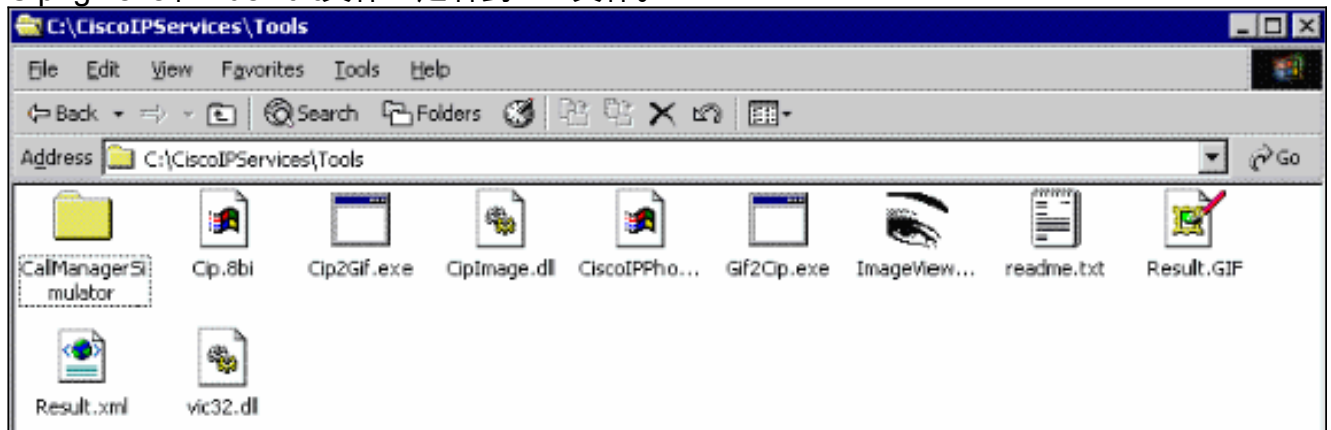 C:\CiscoIPServices\Tools
File Edit View Favorites Tools Help
Back Search Folders
Address C:\CiscoIPServices\Tools Go
CallManagerSi
mulator
Cip.8bi Cip2Gif.exe CipImage.dll CiscoIPPho... Gif2Cip.exe ImageView... readme.txt Result.GIF
Result.xml vic32.dll